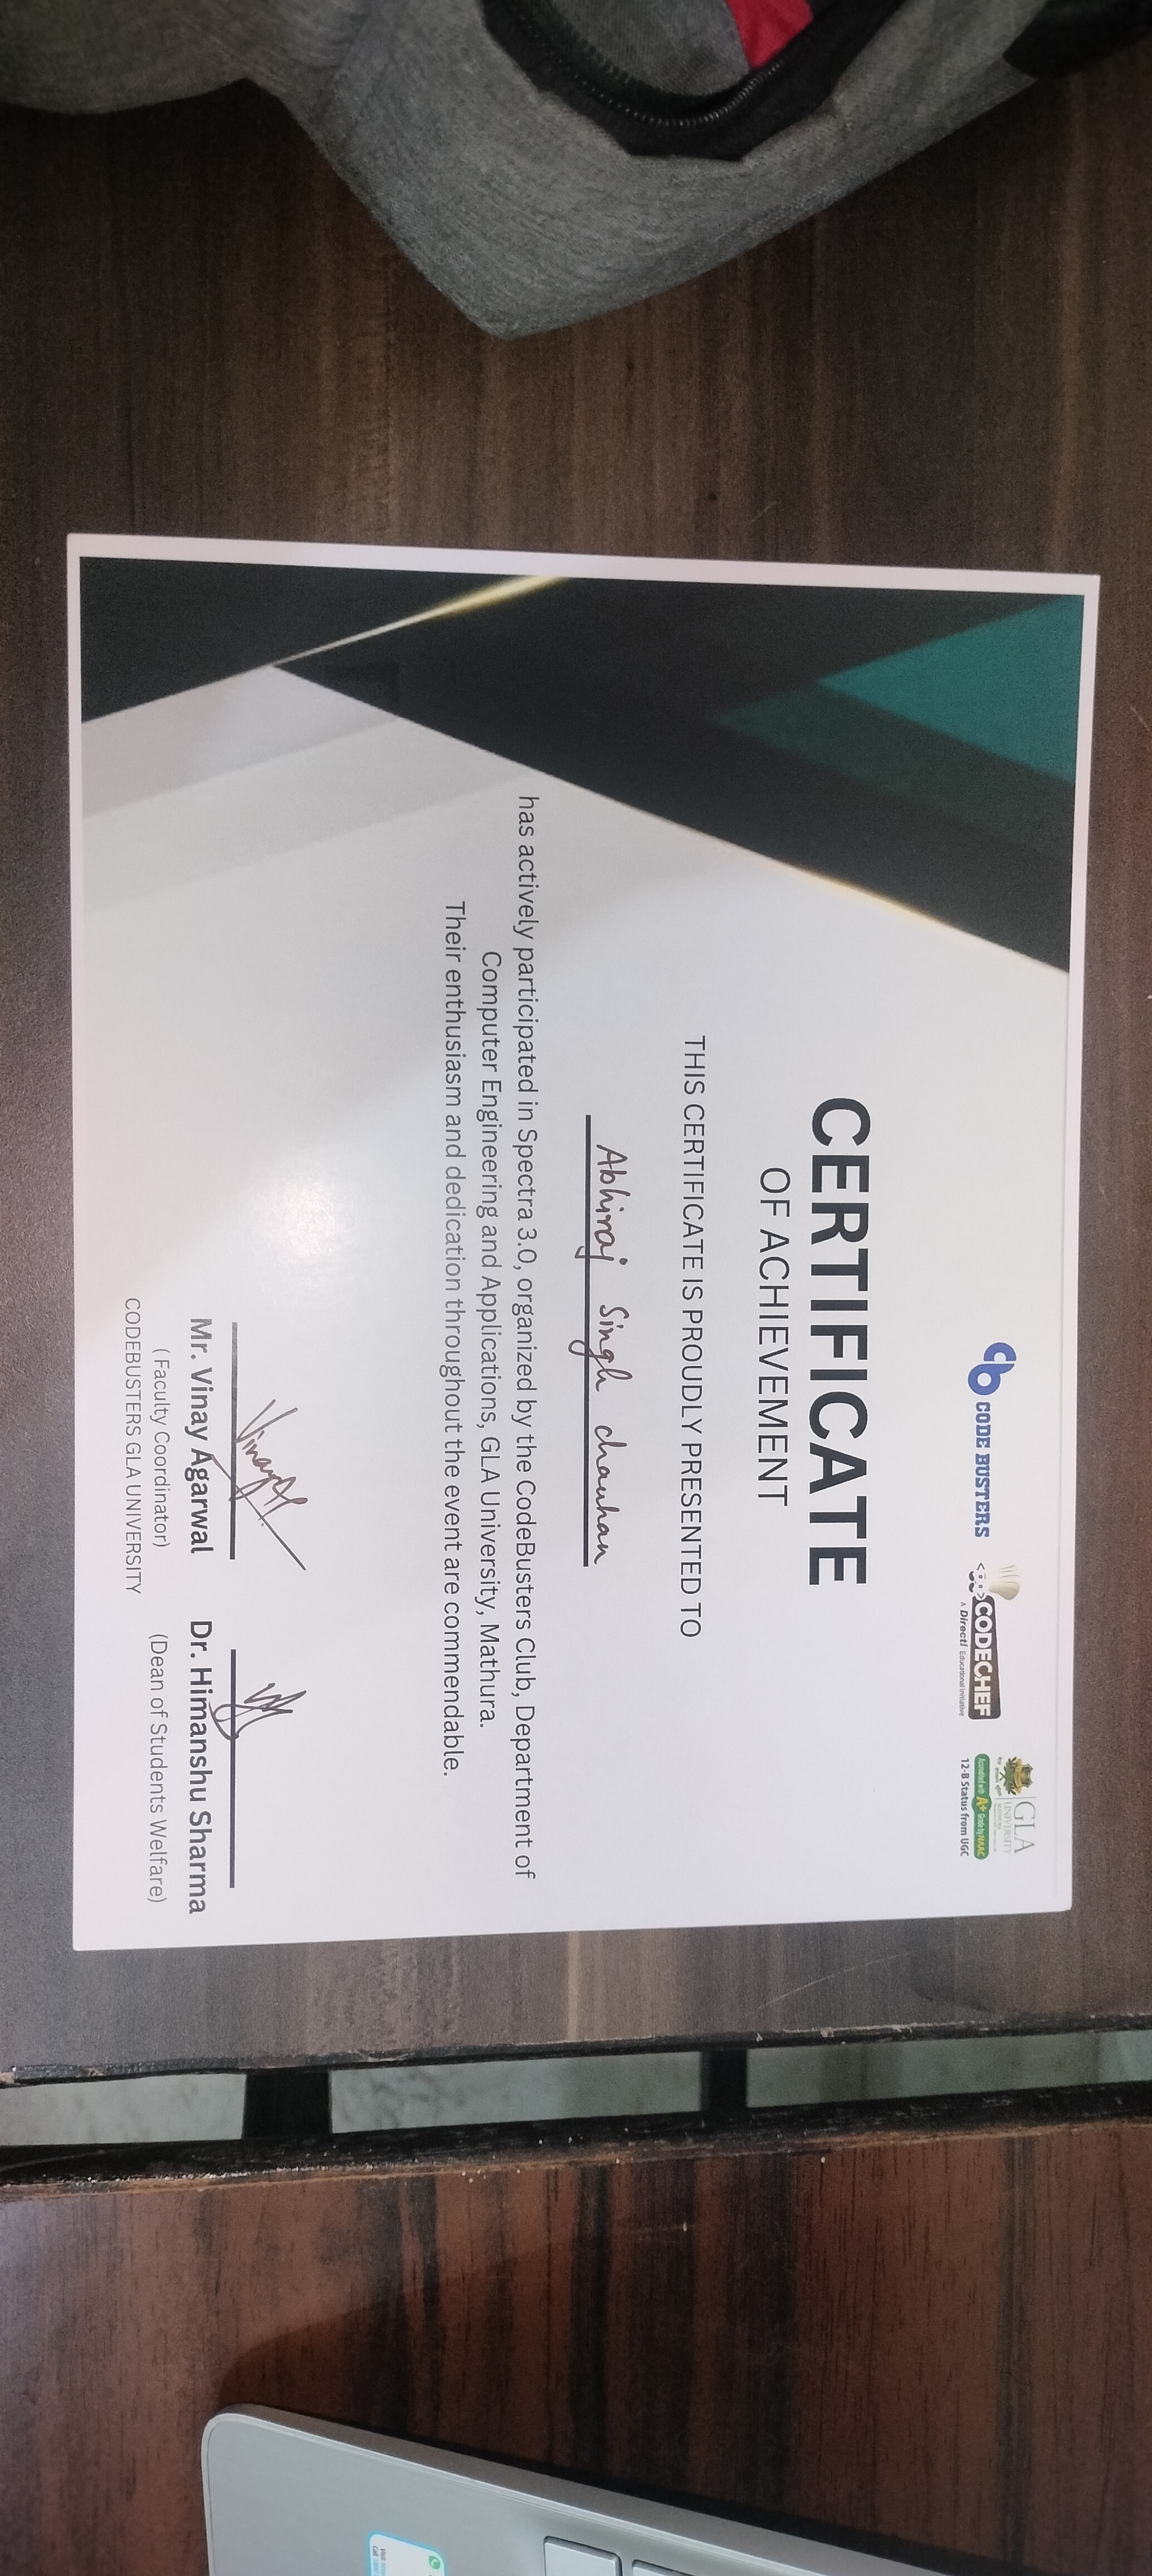 CODE BUSTERS
CODECHEF
A Directi Educational Initiative
GLA
UNIVERSITY
Accredited with A+ Grade by NAAC
12-B Status from UGC
CERTIFICATE
OF ACHIEVEMENT
THIS CERTIFICATE IS PROUDLY PRESENTED TO
Abhiraj Singh chauhan
has actively participated in Spectra 3.0, organized by the CodeBusters Club, Department of
Computer Engineering and Applications, GLA University, Mathura.
Their enthusiasm and dedication throughout the event are commendable.
Mr. Vinay Agarwal
( Faculty Coordinator)
CODEBUSTERS GLA UNIVERSITY
Dr. Himanshu Sharma
(Dean of Students Welfare)